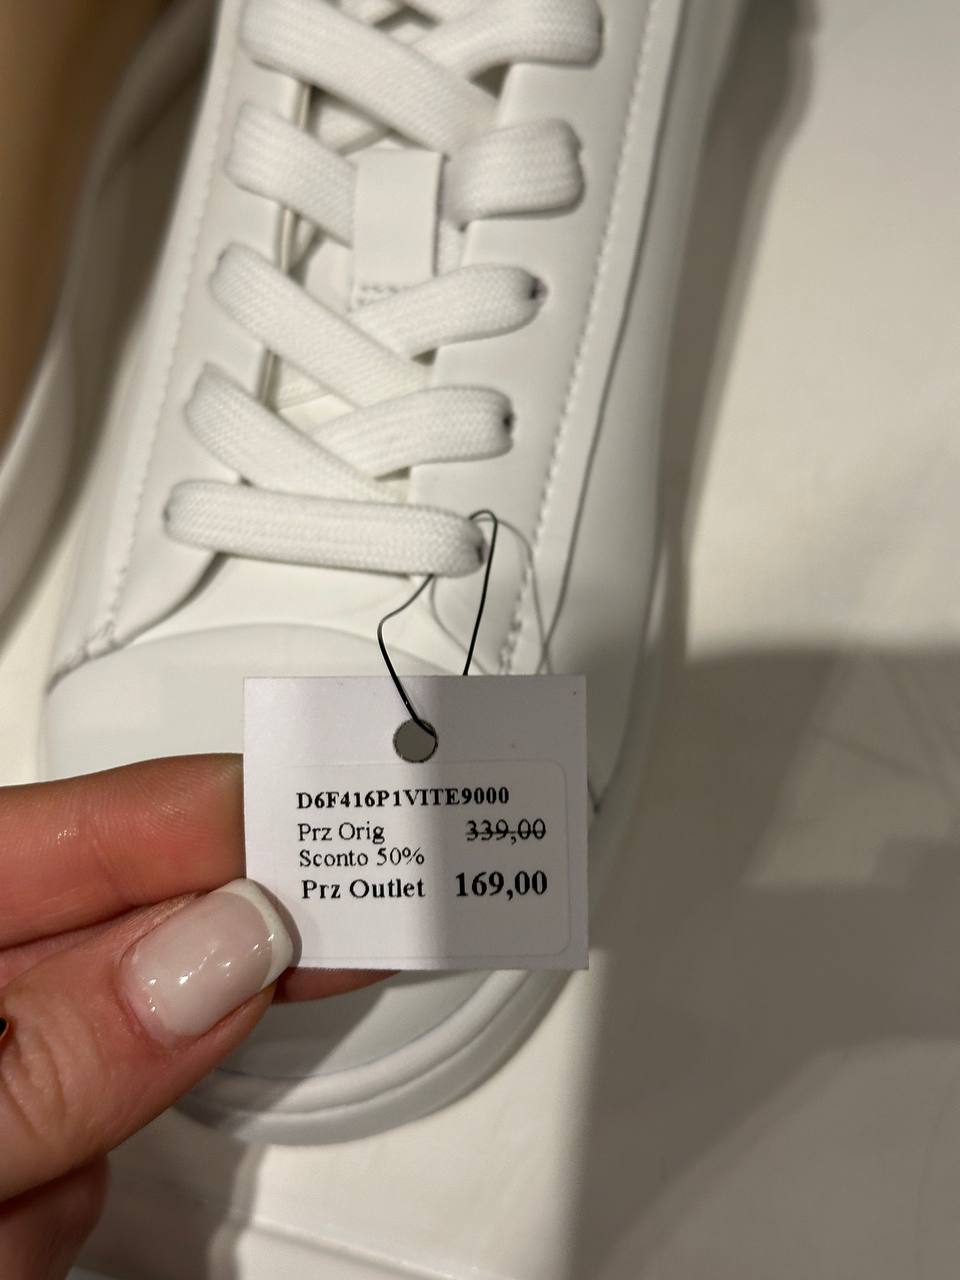 D6F416P1VITE9000
Prz Orig 339,00
Sconto 50%
Prz Outlet 169,00